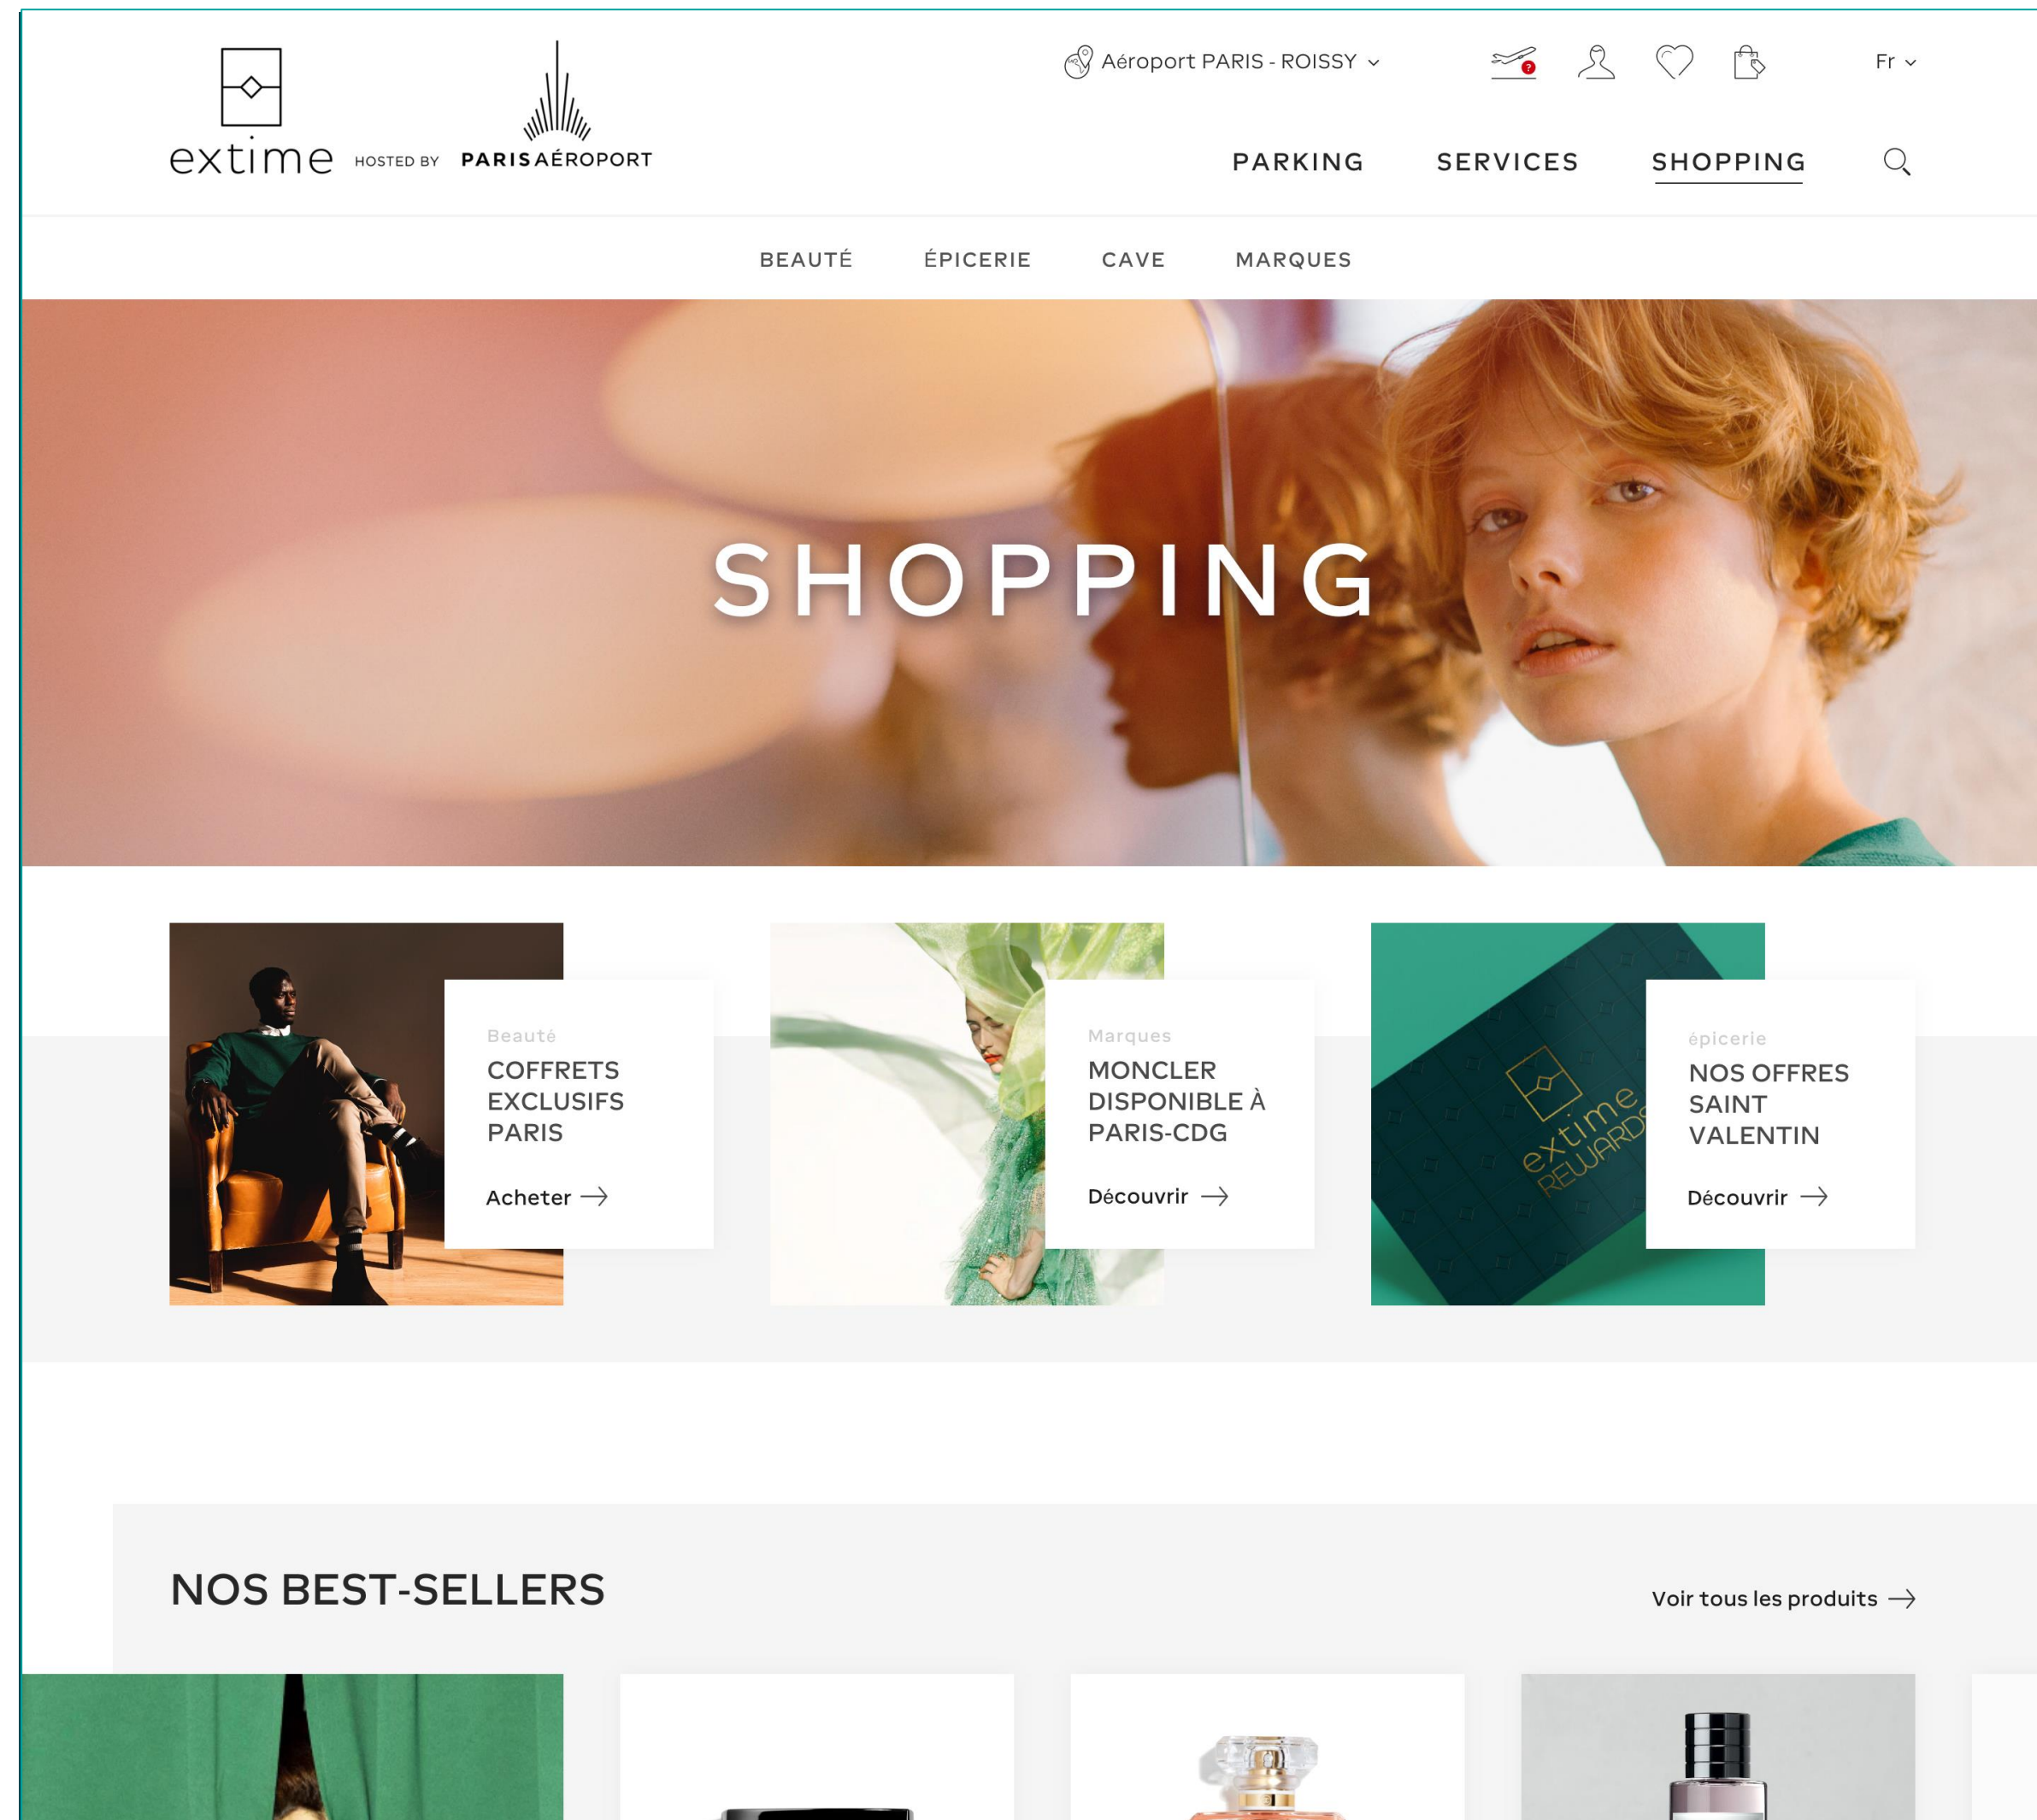 Aéroport PARIS - ROISSY
?
Fr
extime HOSTED BY PARISAÉROPORT
PARKING SERVICES SHOPPING
BEAUTÉ ÉPICERIE CAVE MARQUES
SHOPPING
Beauté
COFFRETS
EXCLUSIFS
PARIS
Acheter
Marques
MONCLER
DISPONIBLE À
PARIS-CDG
Découvrir
extime
REWARDS
épicerie
NOS OFFRES
SAINT
VALENTIN
Découvrir
NOS BEST-SELLERS
Voir tous les produits